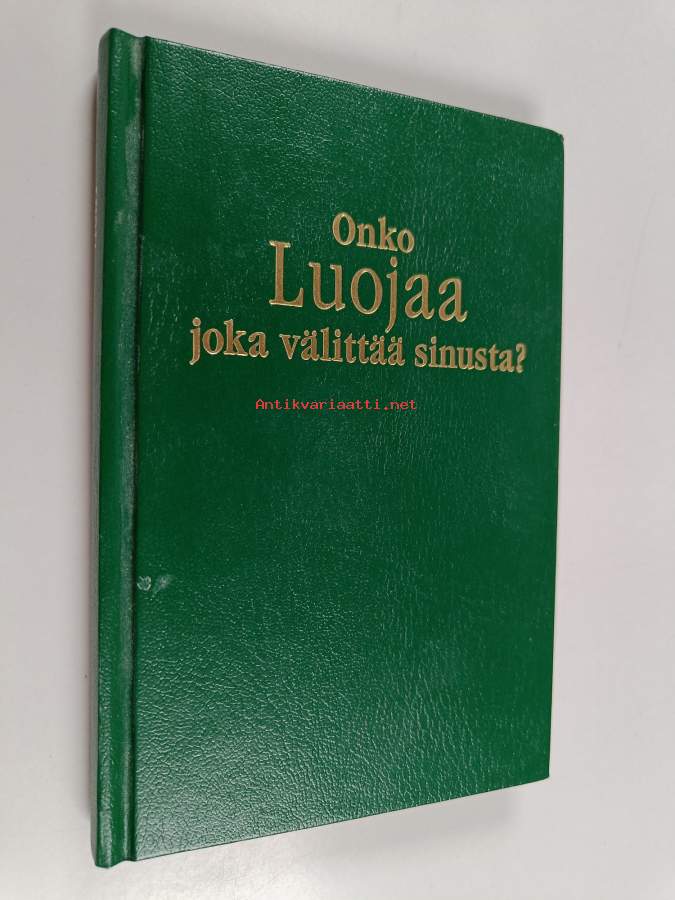 Onko
Luojaa
joka välittää sinusta?
Antikvariaatti.net